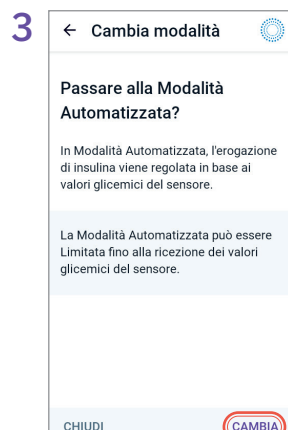 3
Cambia modalità
Passare alla Modalità
Automatizzata?
In Modalità Automatizzata, l'erogazione
di insulina viene regolata in base ai
valori glicemici del sensore.
La Modalità Automatizzata può essere
Limitata fino alla ricezione dei valori
glicemici del sensore.
CHIUDI CAMBIA